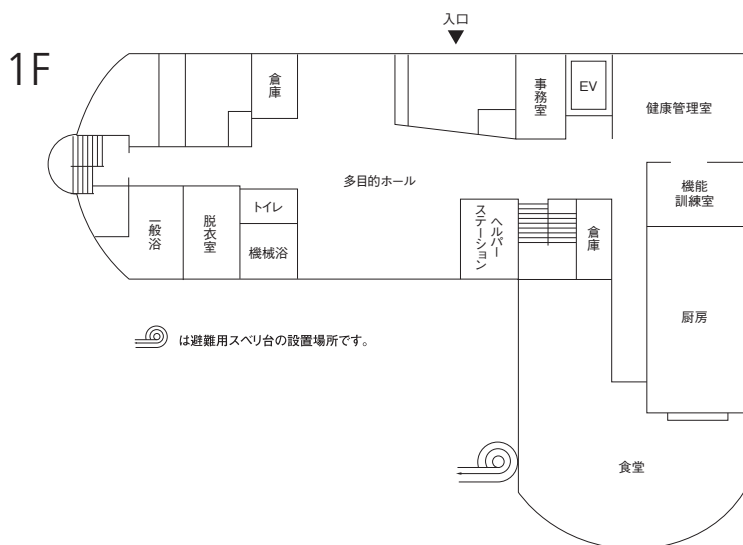 入口
1F
倉庫
事務室
EV
健康管理室
多目的ホール
機能
訓練室
トイレ
一般浴
脱衣室
機械浴
ヘルパー
ステーション
倉庫
厨房
は避難用スベリ台の設置場所です。
食堂